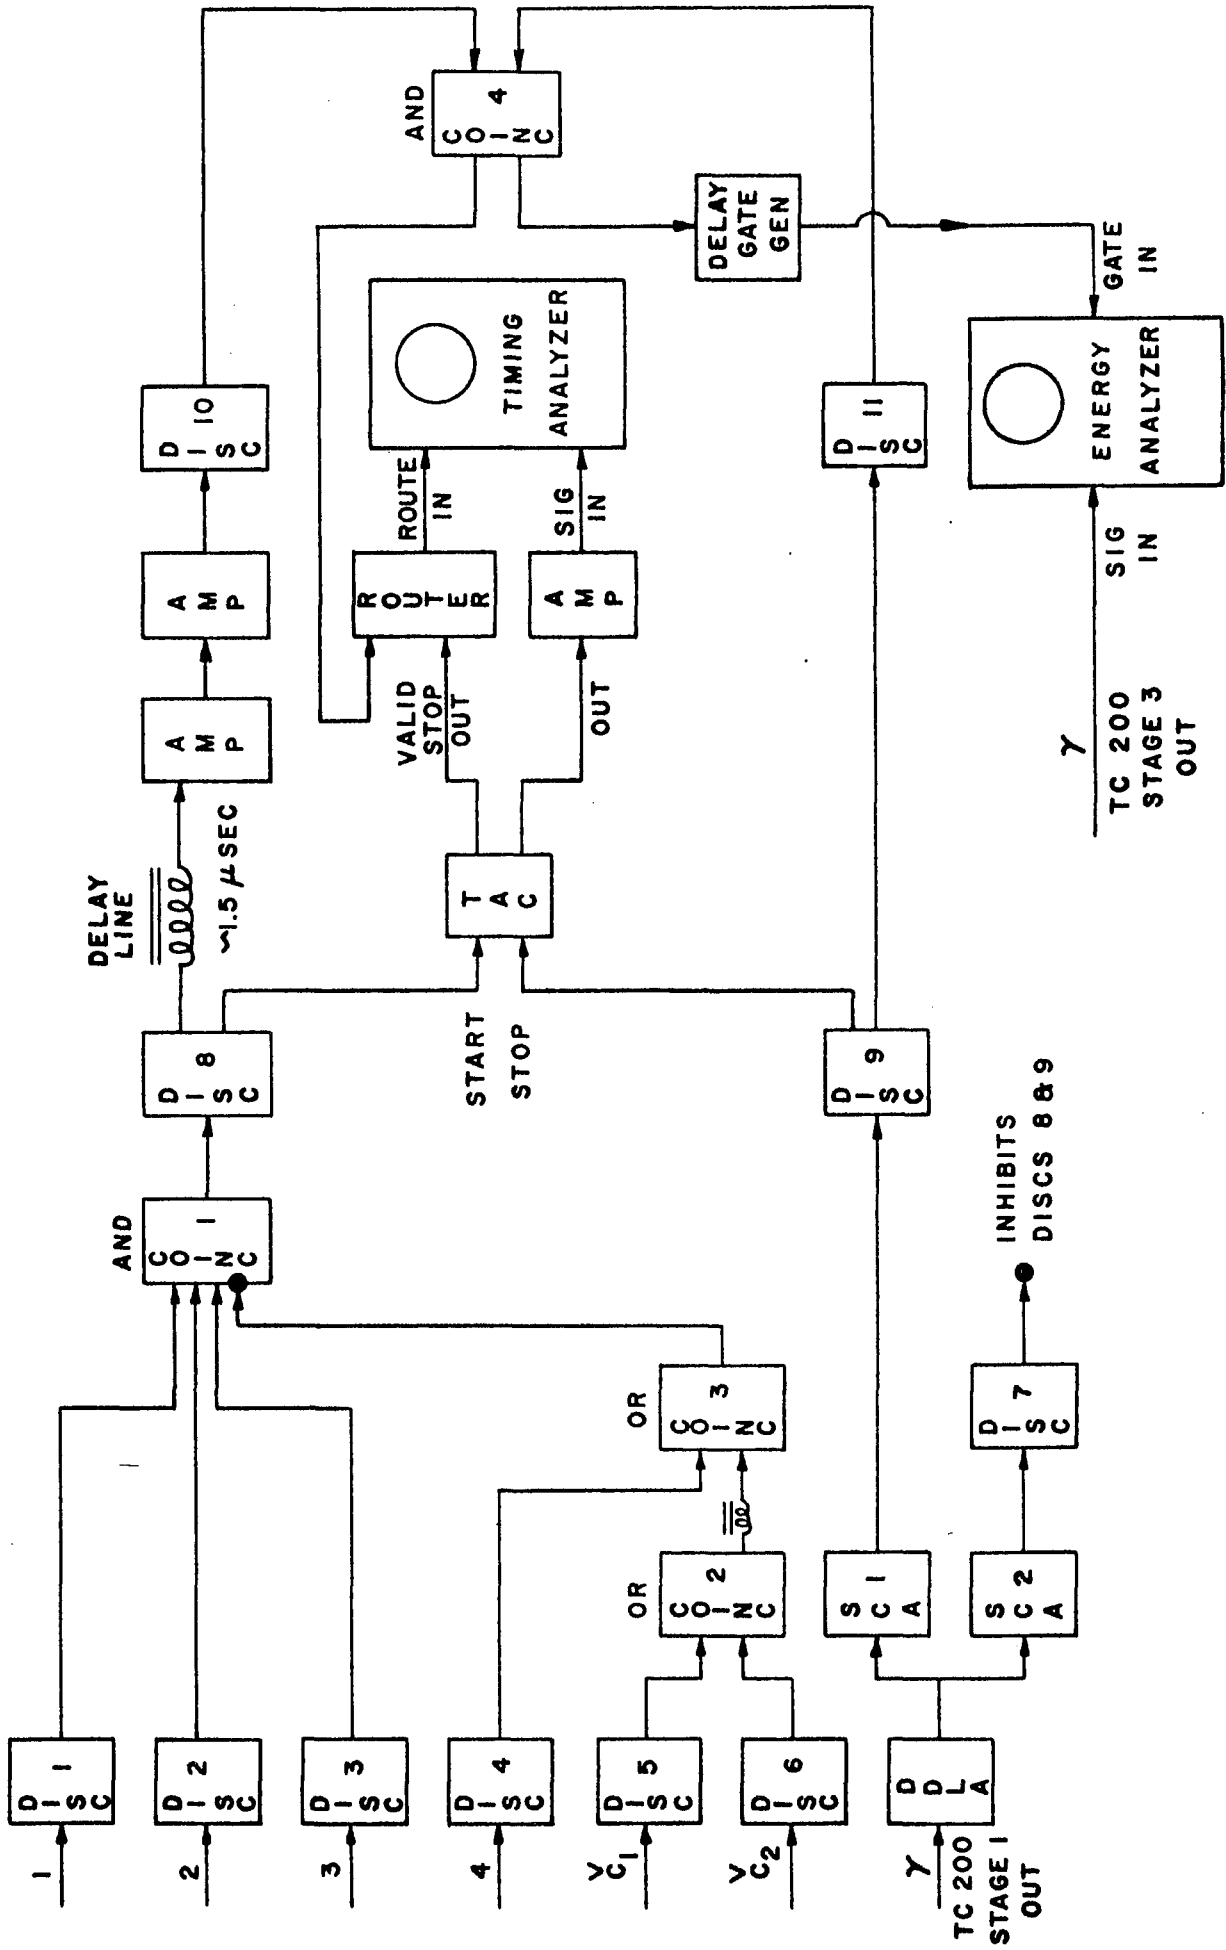 1
DISC 1
2
DISC 2
3
DISC 3
4
DISC 4
VC1
DISC 5
VC2
DISC 6
γ
TC 200
STAGE 1
OUT
DDLA
OR
COINC 2
OR
COINC 3
SCA 1
SCA 2
DISC 7
INHIBITS
DISCS 8 & 9
AND
COINC 1
DISC 8
DISC 9
DELAY
LINE
~1.5 μSEC
START
STOP
TAC
VALID
STOP
OUT
OUT
AMP
AMP
DISC 10
ROUTER
AMP
ROUTE
IN
SIG
IN
TIMING
ANALYZER
AND
COINC 4
DELAY
GATE
GEN
DISC 11
GATE
IN
ENERGY
ANALYZER
SIG
IN
γ
TC 200
STAGE 3
OUT